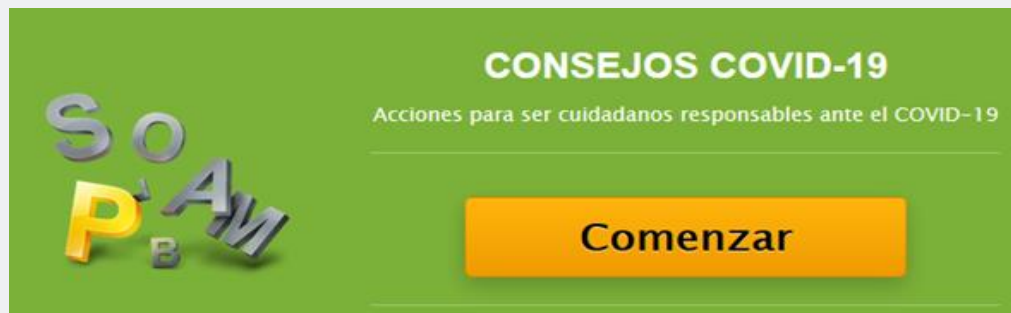 CONSEJOS COVID-19
Acciones para ser cuidadanos responsables ante el COVID-19
S O
P A M
B
Comenzar